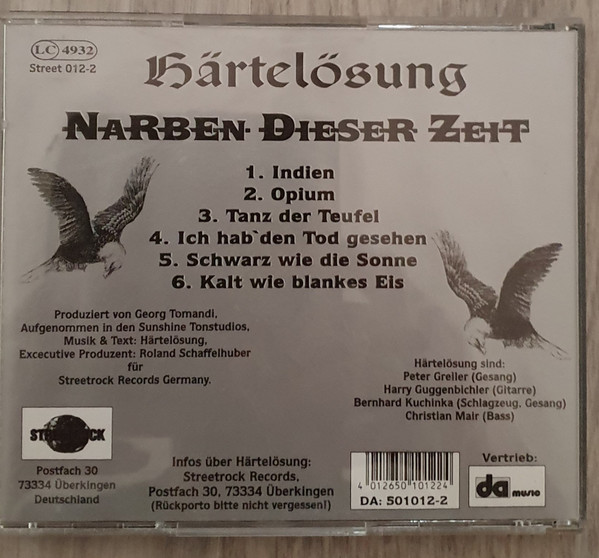 LC 4932
Street 012-2
Härtelösung
NARBEN DIESER ZEIT
1. Indien
2. Opium
3. Tanz der Teufel
4. Ich hab`den Tod gesehen
5. Schwarz wie die Sonne
6. Kalt wie blankes Eis
Produziert von Georg Tomandi,
Aufgenommen in den Sunshine Tonstudios,
Musik & Text: Härtelösung,
Excecutive Produzent: Roland Schaffelhuber
für
Streetrock Records Germany.
Härtelösung sind:
Peter Greller (Gesang)
Harry Guggenbichler (Gitarre)
Bernhard Kuchinka (Schlagzeug, Gesang)
Christian Mair (Bass)
STREETROCK
Postfach 30
73334 Überkingen
Deutschland
Infos über Härtelösung:
Streetrock Records,
Postfach 30, 73334 Überkingen
(Rückporto bitte nicht vergessen!)
4 012650 101224
DA: 501012-2
Vertrieb:
da music